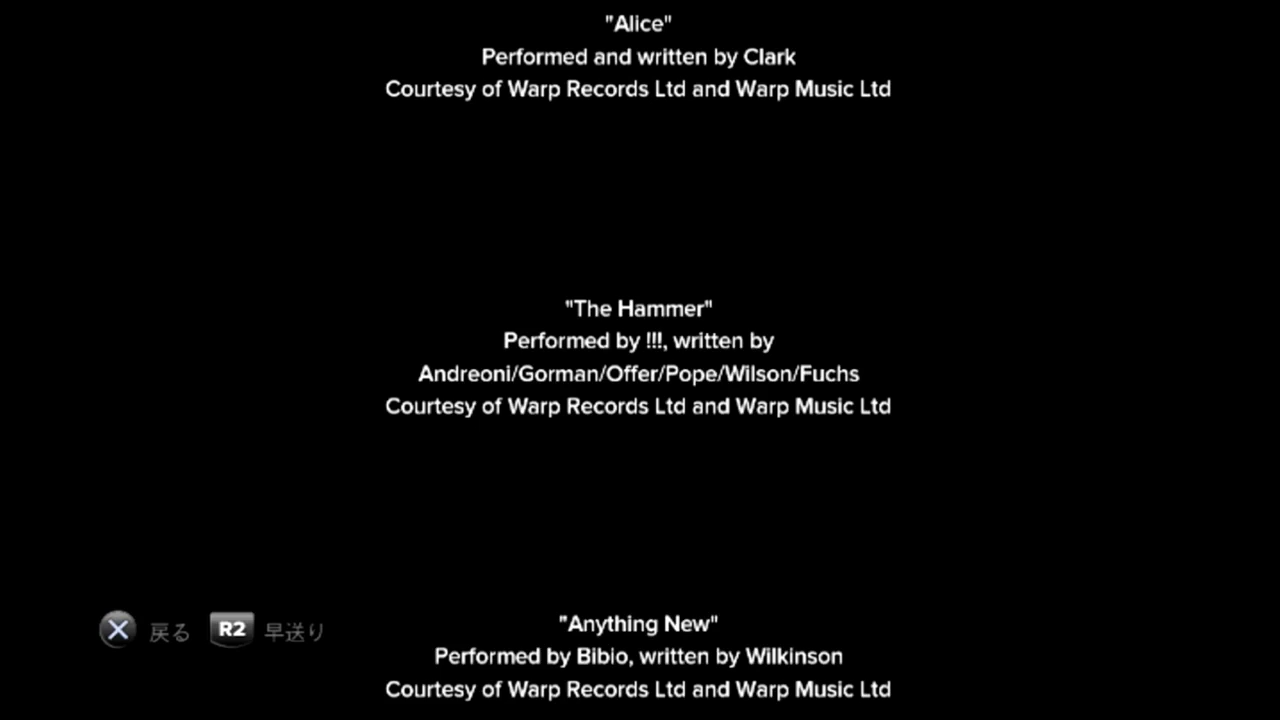 "Alice"
Performed and written by Clark
Courtesy of Warp Records Ltd and Warp Music Ltd
"The Hammer"
Performed by !!!, written by
Andreoni/Gorman/Offer/Pope/Wilson/Fuchs
Courtesy of Warp Records Ltd and Warp Music Ltd
戻る R2 早送り
"Anything New"
Performed by Bibio, written by Wilkinson
Courtesy of Warp Records Ltd and Warp Music Ltd